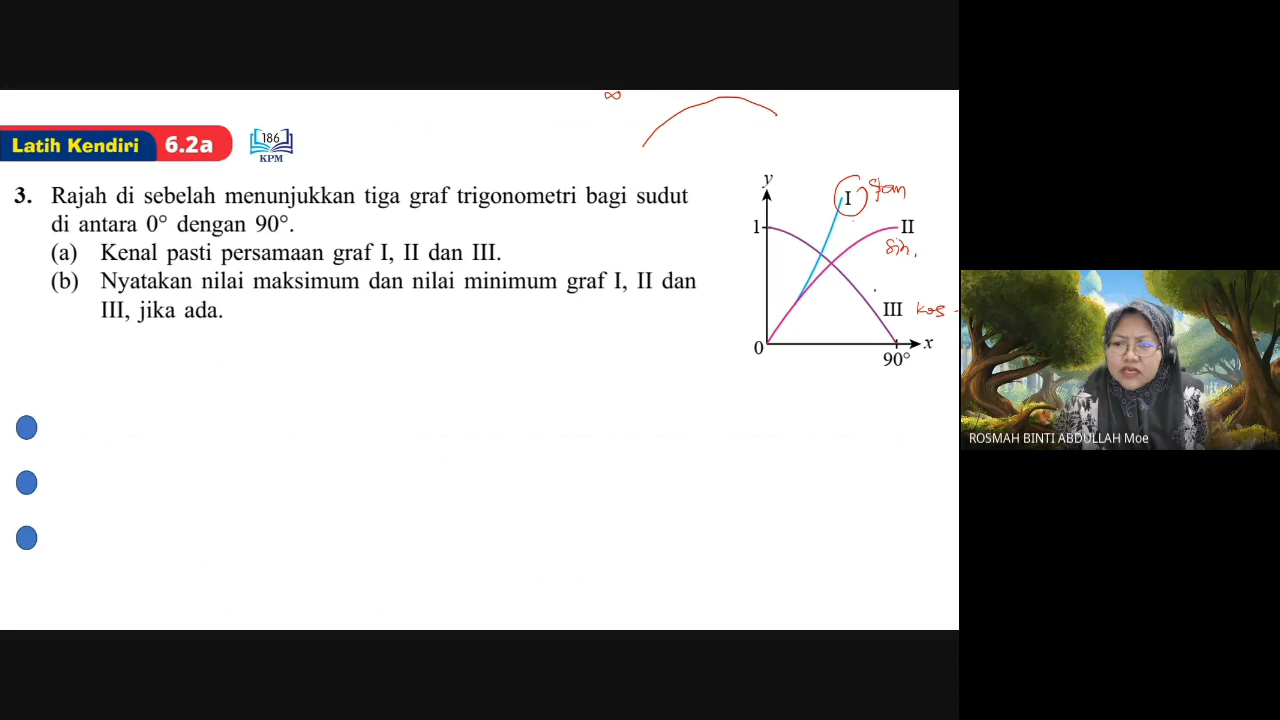 ∞
Latih Kendiri 6.2a
186
KPM
3. Rajah di sebelah menunjukkan tiga graf trigonometri bagi sudut
di antara 0° dengan 90°.
(a) Kenal pasti persamaan graf I, II dan III.
(b) Nyatakan nilai maksimum dan nilai minimum graf I, II dan
III, jika ada.
y
I
1
II
sin,
III kos
0
x
90°
ROSMAH BINTI ABDULLAH Moe